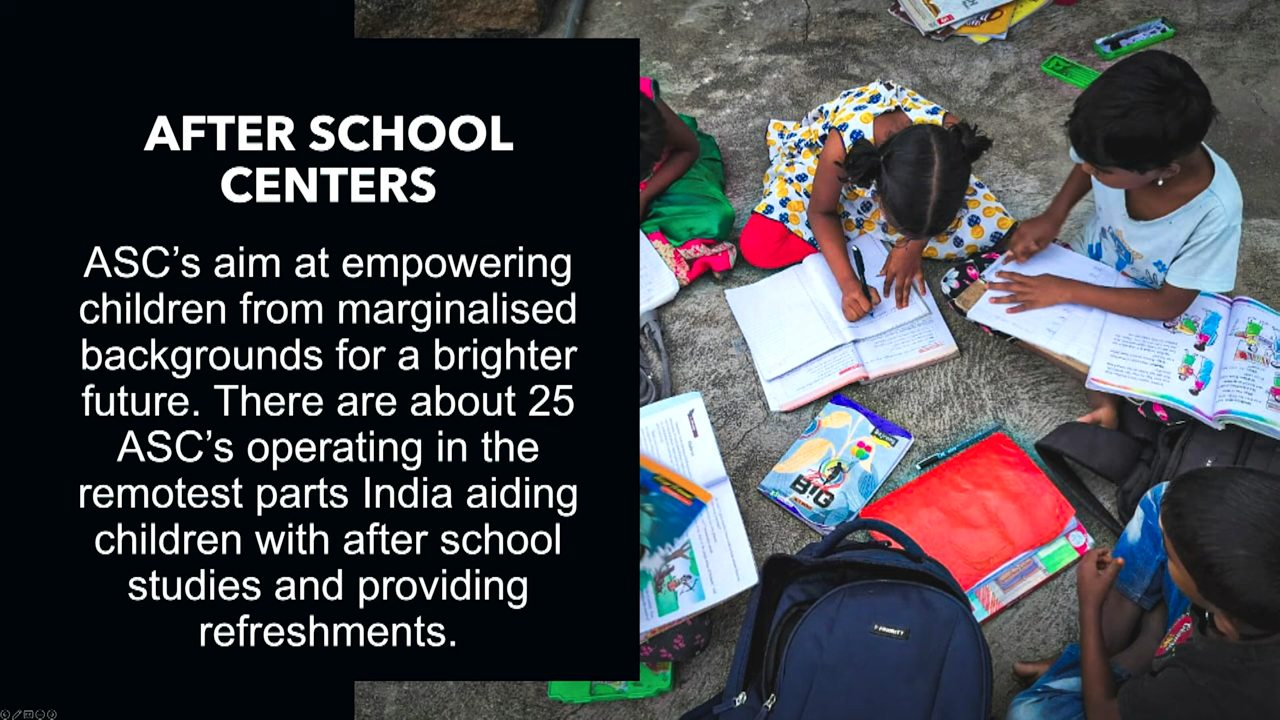 AFTER SCHOOL
CENTERS
ASC’s aim at empowering
children from marginalised
backgrounds for a brighter
future. There are about 25
ASC’s operating in the
remotest parts India aiding
children with after school
studies and providing
refreshments.
BIG